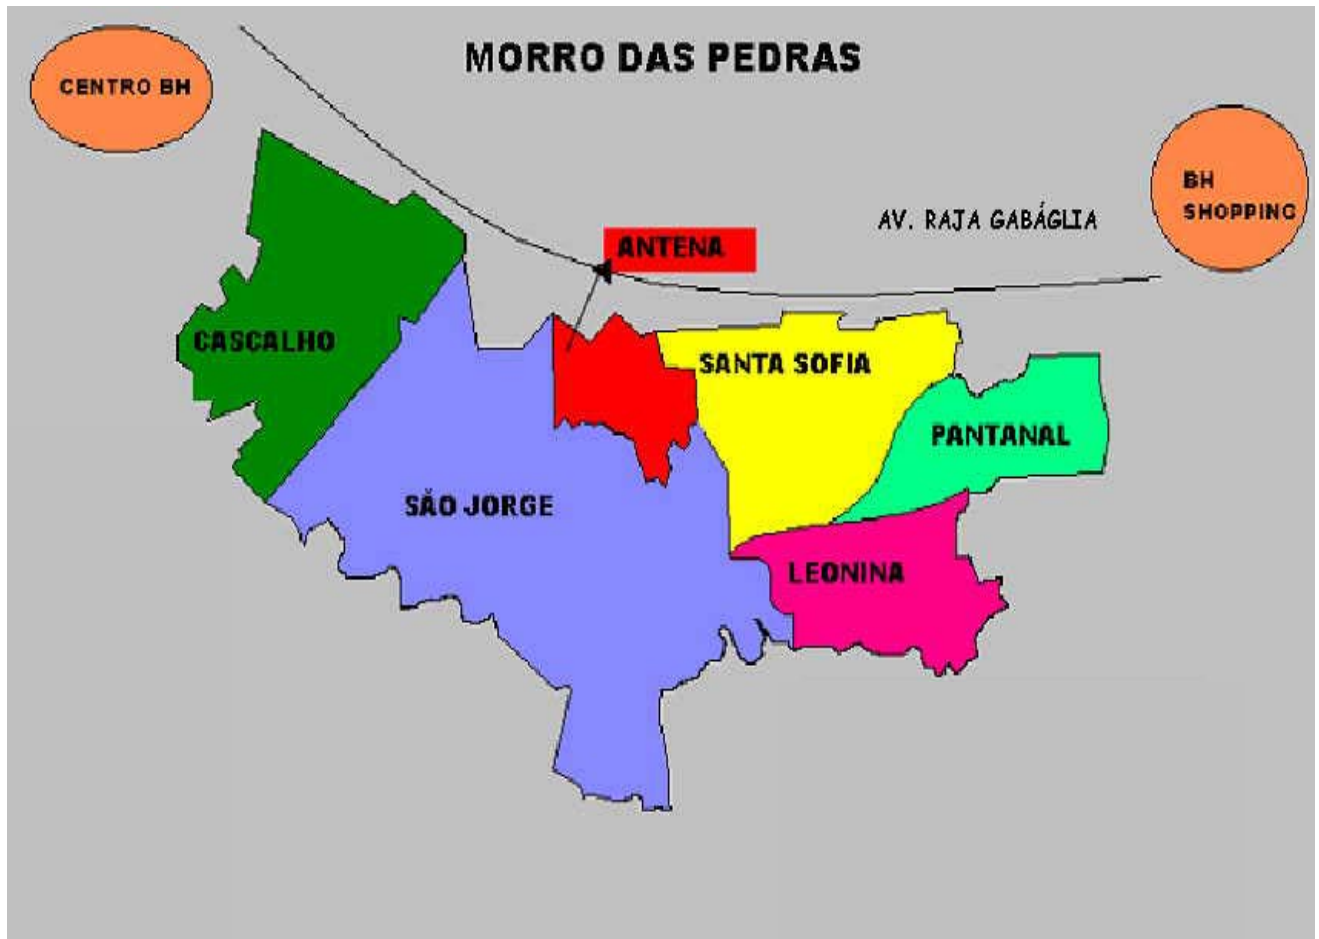 MORRO DAS PEDRAS
CENTRO BH
BH
SHOPPING
AV. RAJA GABÁGLIA
ANTENA
CASCALHO
SANTA SOFIA
PANTANAL
SÃO JORGE
LEONINA